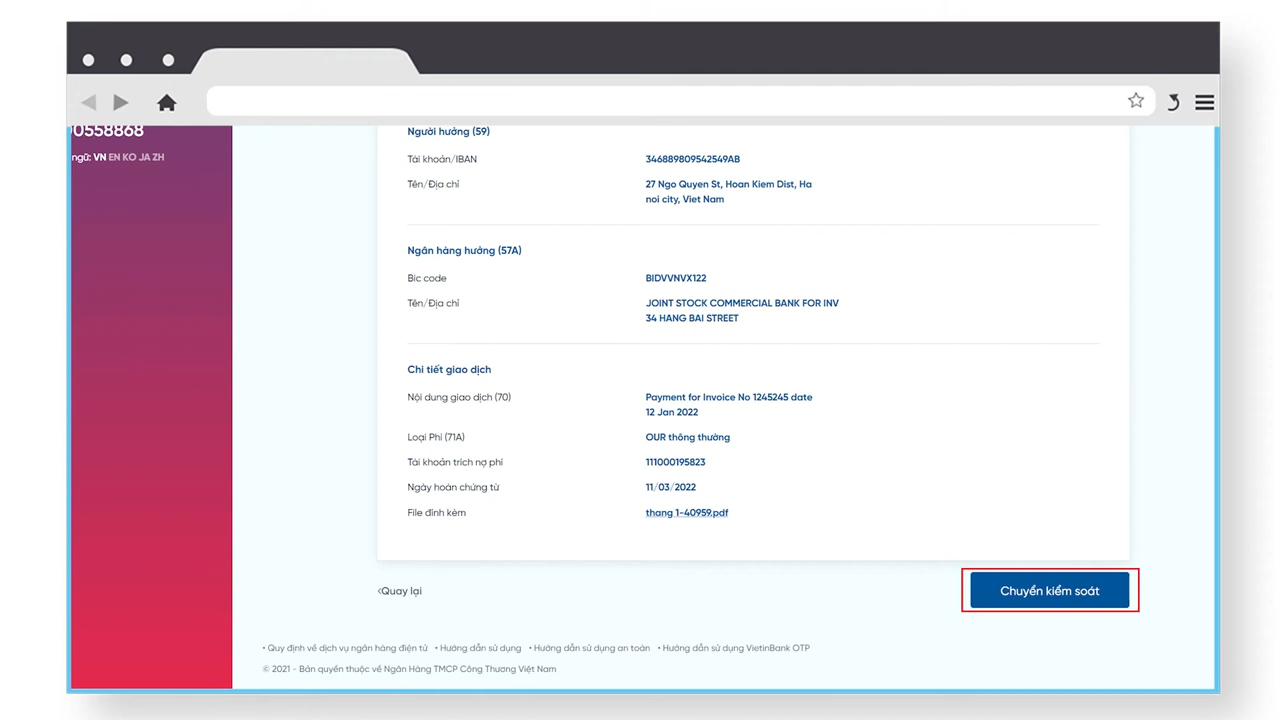 0558868
ngữ: VN EN KO JA ZH
Người hưởng (59)
Tài khoản/IBAN 346889809542549AB
Tên/Địa chỉ 27 Ngo Quyen St, Hoan Kiem Dist, Ha
noi city, Viet Nam
Ngân hàng hưởng (57A)
Bic code BIDVVNVX122
Tên/Địa chỉ JOINT STOCK COMMERCIAL BANK FOR INV
34 HANG BAI STREET
Chi tiết giao dịch
Nội dung giao dịch (70) Payment for Invoice No 1245245 date
12 Jan 2022
Loại Phí (71A) OUR thông thường
Tài khoản trích nợ phí 111000195823
Ngày hoàn chứng từ 11/03/2022
File đính kèm thang 1-40959.pdf
‹Quay lại
Chuyển kiểm soát
• Quy định về dịch vụ ngân hàng điện tử • Hướng dẫn sử dụng • Hướng dẫn sử dụng an toàn • Hướng dẫn sử dụng VietinBank OTP
© 2021 - Bản quyền thuộc về Ngân Hàng TMCP Công Thương Việt Nam